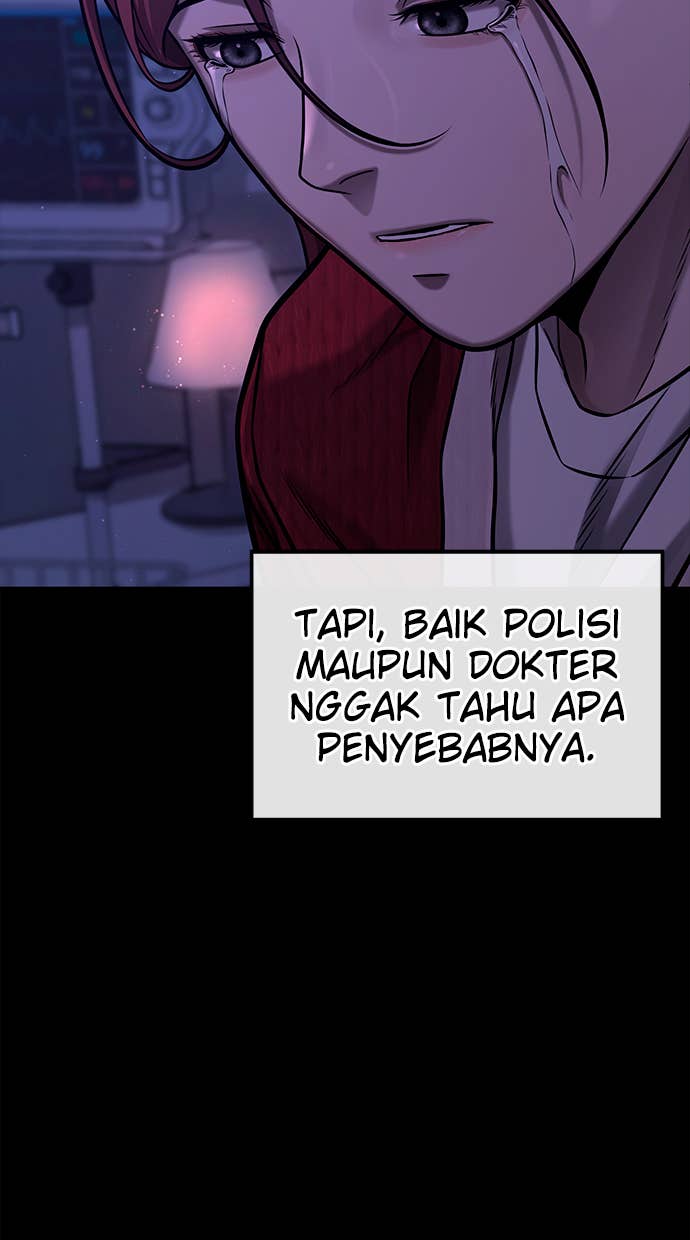 TAPI, BAIK POLISI
MAUPUN DOKTER
NGGAK TAHU APA
PENYEBABNYA.